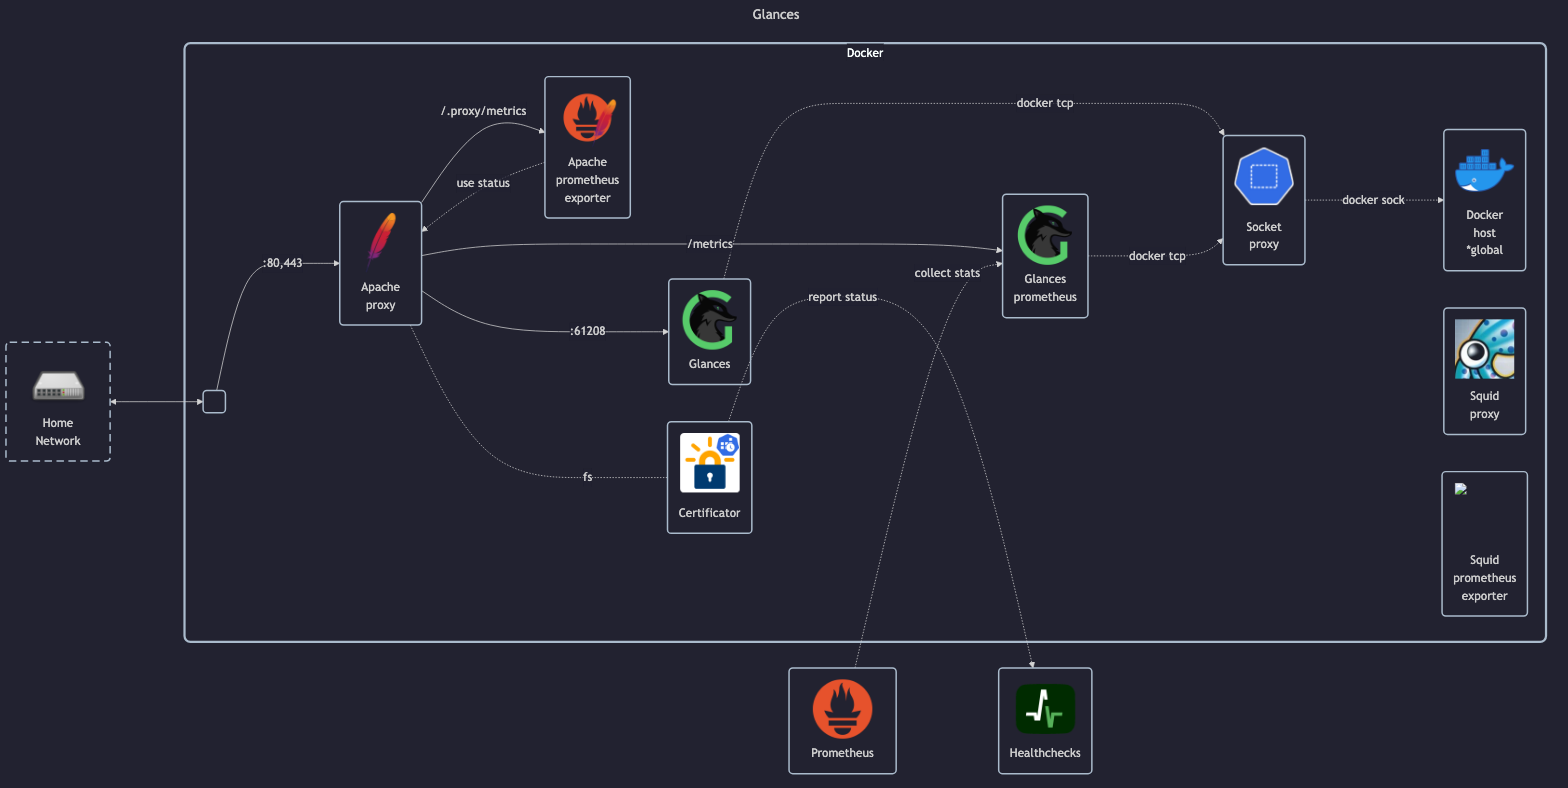 Glances
Docker
/.proxy/metrics
Apache
prometheus
exporter
use status
docker tcp
Socket
proxy
docker sock
Docker
host
*global
:80,443
Apache
proxy
/metrics
collect stats
Glances
prometheus
docker tcp
report status
:61208
Glances
Squid
proxy
Home
Network
fs
Certificator
Squid
prometheus
exporter
Prometheus
Healthchecks